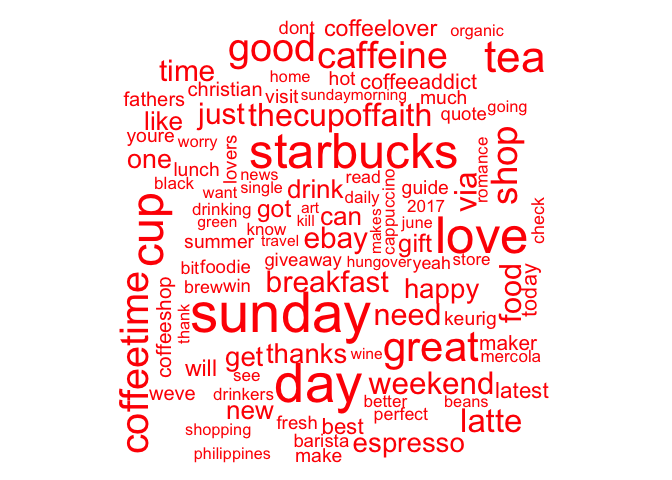 dont
coffeelover
organic
good
caffeine
tea
time
home
hot
coffeeaddict
christian
visit
sundaymorning
much
fathers
like
just
thecupoffaith
quote
going
youre
worry
starbucks
shop
one
lunch
lovers
news
read
black
single
drink
daily
cappuccino
guide
via
romance
want
drinking
got
art
can
2017
cup
green
know
kill
makes
june
love
check
summer
travel
ebay
gift
bit
foodie
giveaway
hungover
yeah
store
brew
win
breakfast
happy
food
today
coffeetime
coffeeshop
thank
sunday
need
keurig
get
thanks
wine
great
maker
mercola
will
see
day
weekend
latest
weve
drinkers
better
beans
new
fresh
best
perfect
latte
shopping
barista
espresso
philippines
make